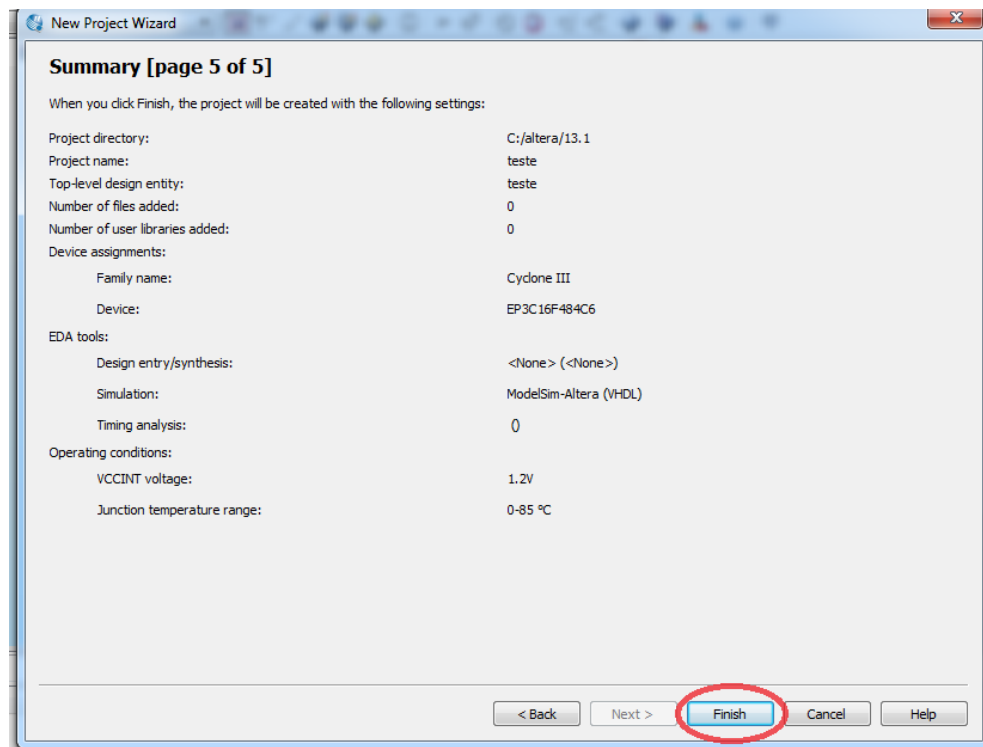 New Project Wizard
Summary [page 5 of 5]
When you click Finish, the project will be created with the following settings:
Project directory: C:/altera/13.1
Project name: teste
Top-level design entity: teste
Number of files added: 0
Number of user libraries added: 0
Device assignments:
Family name: Cyclone III
Device: EP3C16F484C6
EDA tools:
Design entry/synthesis: <None> (<None>)
Simulation: ModelSim-Altera (VHDL)
Timing analysis: ()
Operating conditions:
VCCINT voltage: 1.2V
Junction temperature range: 0-85 ºC
< Back Next > Finish Cancel Help